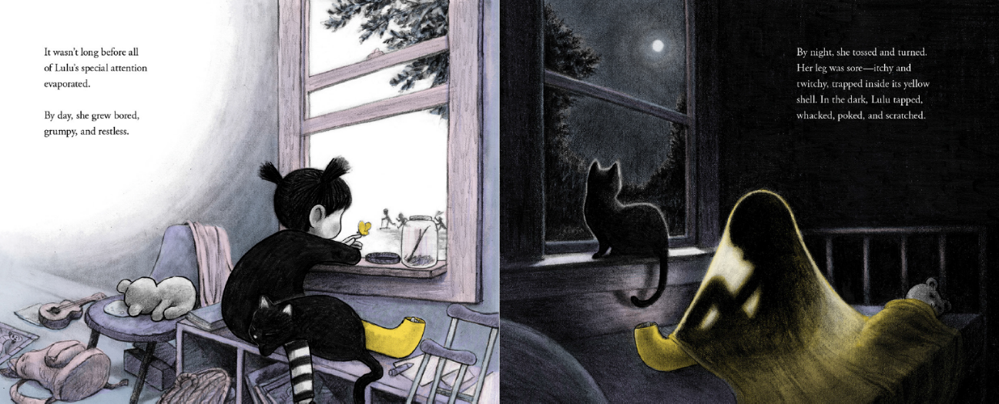 It wasn't long before all
of Lulu's special attention
evaporated.
By day, she grew bored,
grumpy, and restless.
By night, she tossed and turned.
Her leg was sore—itchy and
twitchy, trapped inside its yellow
shell. In the dark, Lulu tapped,
whacked, poked, and scratched.